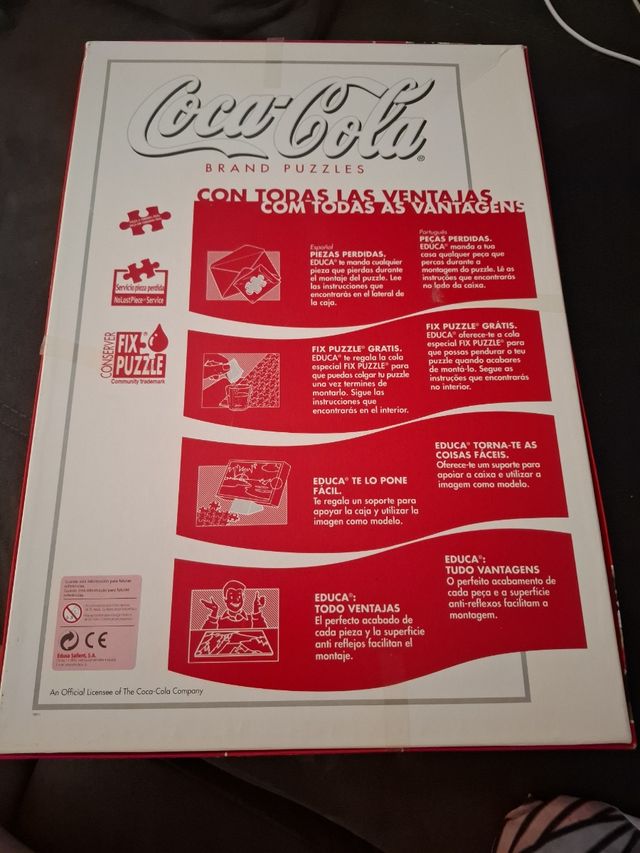 Coca-Cola®
BRAND PUZZLES
CON TODAS LAS VENTAJAS
COM TODAS AS VANTAGENS
Español
PIEZAS PERDIDAS.
EDUCA® te manda cualquier
pieza que pierdas durante
el montaje del puzzle. Lee
las instrucciones que
encontrarás en el lateral de
la caja.
Português
PEÇAS PERDIDAS.
EDUCA® manda a tua
casa qualquer peça que
percas durante a
montagem do puzzle. Lê as
instruções que encontrarás
no lado da caixa.
Servicio pieza perdida
NoLostPiece Service
CONSERVER
FIX
PUZZLE
Community trademark
FIX PUZZLE® GRATIS.
EDUCA® te regala la cola
especial FIX PUZZLE® para
que puedas colgar tu puzzle
una vez termines de
montarlo. Sigue las
instrucciones que
encontrarás en el interior.
FIX PUZZLE® GRÁTIS.
EDUCA® oferece-te a cola
especial FIX PUZZLE® para
que possas pendurar o teu
puzzle quando acabares
de montá-lo. Segue as
instruções que encontrarás
no interior.
EDUCA® TE LO PONE
FÁCIL.
Te regala un soporte para
apoyar la caja y utilizar la
imagen como modelo.
EDUCA® TORNA-TE AS
COISAS FÁCEIS.
Oferece-te um suporte para
apoiar a caixa e utilizar a
imagem como modelo.
EDUCA®:
TODO VENTAJAS
El perfecto acabado de
cada pieza y la superficie
anti reflejos facilitan el
montaje.
EDUCA®:
TUDO VANTAGENS
O perfeito acabamento de
cada peça e a superfície
anti-reflexos facilitam a
montagem.
Guarde esta información para futuras
referencias.
CE
Educa Sallent, S.A.
An Official Licensee of The Coca-Cola Company